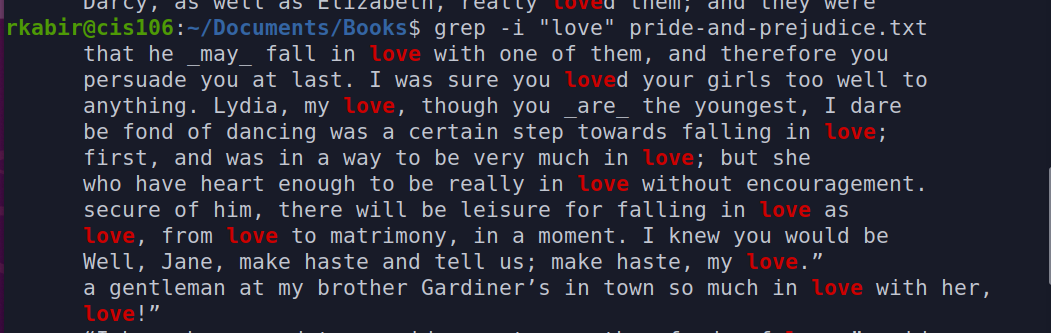 Darcy, as well as Elizabeth, really loved them; and they were
rkabir@cis106:~/Documents/Books$ grep -i "love" pride-and-prejudice.txt
that he _may_ fall in love with one of them, and therefore you
persuade you at last. I was sure you loved your girls too well to
anything. Lydia, my love, though you _are_ the youngest, I dare
be fond of dancing was a certain step towards falling in love;
first, and was in a way to be very much in love; but she
who have heart enough to be really in love without encouragement.
secure of him, there will be leisure for falling in love as
love, from love to matrimony, in a moment. I knew you would be
Well, Jane, make haste and tell us; make haste, my love.”
a gentleman at my brother Gardiner’s in town so much in love with her,
love!”